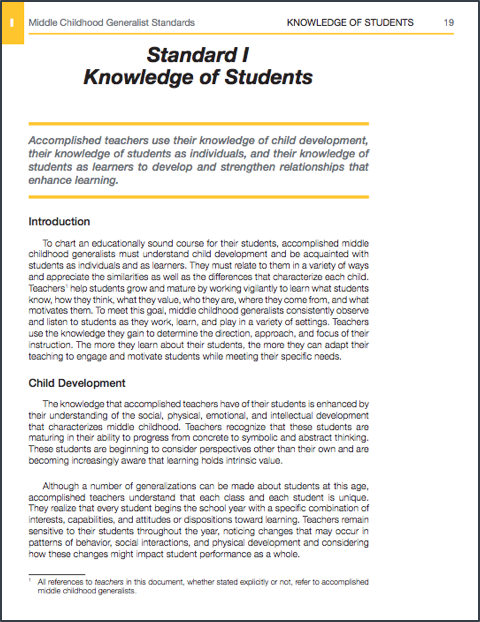 I Middle Childhood Generalist Standards KNOWLEDGE OF STUDENTS 19
Standard I
Knowledge of Students
Accomplished teachers use their knowledge of child development,
their knowledge of students as individuals, and their knowledge of
students as learners to develop and strengthen relationships that
enhance learning.
Introduction
To chart an educationally sound course for their students, accomplished middle
childhood generalists must understand child development and be acquainted with
students as individuals and as learners. They must relate to them in a variety of ways
and appreciate the similarities as well as the differences that characterize each child.
Teachers¹ help students grow and mature by working vigilantly to learn what students
know, how they think, what they value, who they are, where they come from, and what
motivates them. To meet this goal, middle childhood generalists consistently observe
and listen to students as they work, learn, and play in a variety of settings. Teachers
use the knowledge they gain to determine the direction, approach, and focus of their
instruction. The more they learn about their students, the more they can adapt their
teaching to engage and motivate students while meeting their specific needs.
Child Development
The knowledge that accomplished teachers have of their students is enhanced by
their understanding of the social, physical, emotional, and intellectual development
that characterizes middle childhood. Teachers recognize that these students are
maturing in their ability to progress from concrete to symbolic and abstract thinking.
These students are beginning to consider perspectives other than their own and are
becoming increasingly aware that learning holds intrinsic value.
Although a number of generalizations can be made about students at this age,
accomplished teachers understand that each class and each student is unique.
They realize that every student begins the school year with a specific combination of
interests, capabilities, and attitudes or dispositions toward learning. Teachers remain
sensitive to their students throughout the year, noticing changes that may occur in
patterns of behavior, social interactions, and physical development and considering
how these changes might impact student performance as a whole.
¹ All references to teachers in this document, whether stated explicitly or not, refer to accomplished
middle childhood generalists.